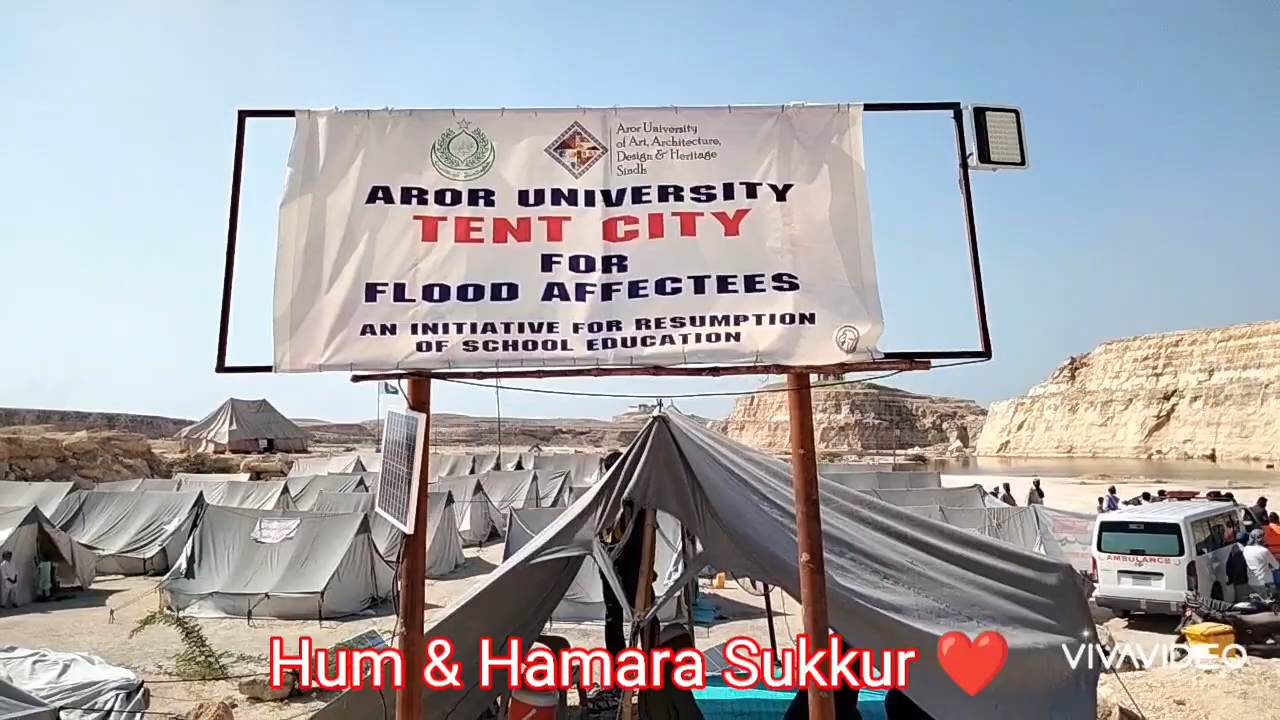 Aror University
of Art, Architecture,
Design & Heritage
Sindh
AROR UNIVERSITY
TENT CITY
FOR
FLOOD AFFECTEES
AN INITIATIVE FOR RESUMPTION
OF SCHOOL EDUCATION
AMBULANCE
Hum & Hamara Sukkur ❤️
VIVAVIDEO